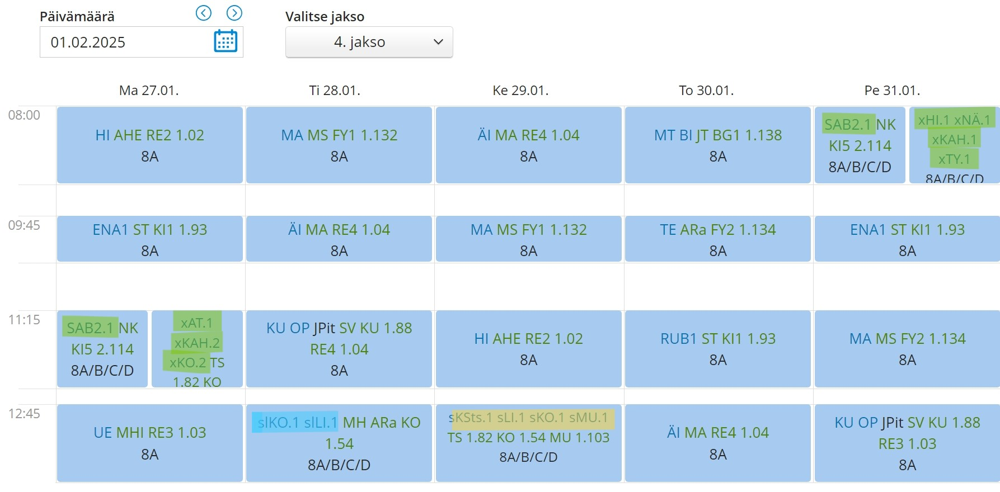 Päivämäärä
01.02.2025
Valitse jakso
4. jakso
Ma 27.01.
Ti 28.01.
Ke 29.01.
To 30.01.
Pe 31.01.
08:00
HI AHE RE2 1.02
8A
MA MS FY1 1.132
8A
ÄI MA RE4 1.04
8A
MT BI JT BG1 1.138
8A
SAB2.1 NK
KI5 2.114
8A/B/C/D
xHI.1 xNÄ.1
xKAH.1
xTY.1
8A/B/C/D
09:45
ENA1 ST KI1 1.93
8A
ÄI MA RE4 1.04
8A
MA MS FY1 1.132
8A
TE ARa FY2 1.134
8A
ENA1 ST KI1 1.93
8A
11:15
SAB2.1 NK
KI5 2.114
8A/B/C/D
xAT.1
xKAH.2
xKO.2 TS
1.82 KO
KU OP JPit SV KU 1.88
RE4 1.04
8A
HI AHE RE2 1.02
8A
RUB1 ST KI1 1.93
8A
MA MS FY2 1.134
8A
12:45
UE MHI RE3 1.03
8A
slKO.1 slLI.1 MH ARa KO
1.54
8A/B/C/D
sKSts.1 sLI.1 sKO.1 sMU.1
TS 1.82 KO 1.54 MU 1.103
8A/B/C/D
ÄI MA RE4 1.04
8A
KU OP JPit SV KU 1.88
RE3 1.03
8A